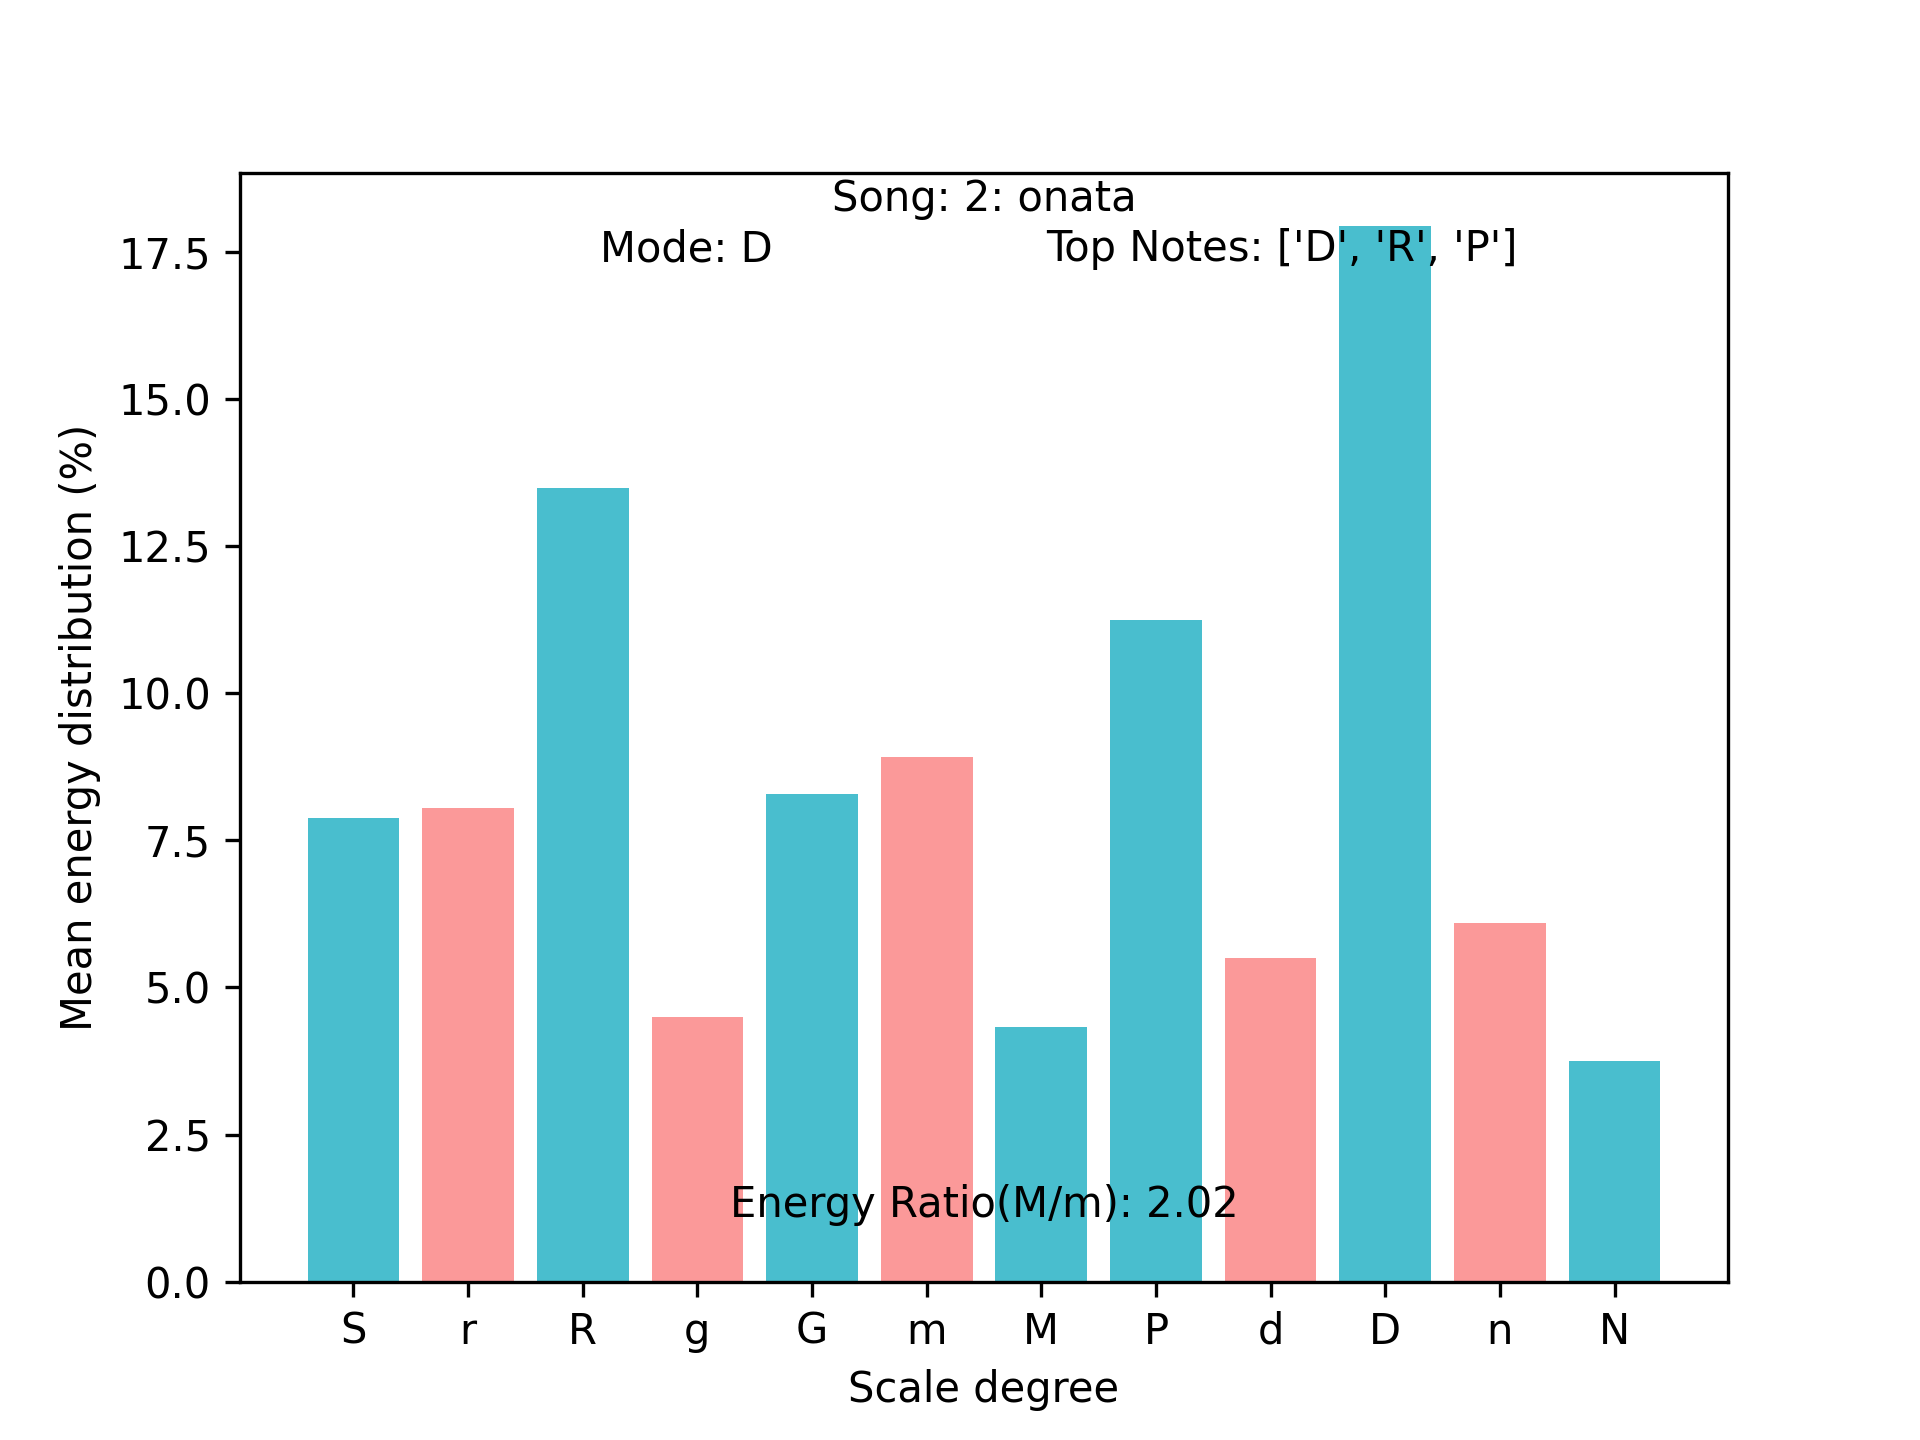 Song: 2: onata
Mode: D
Top Notes: ['D', 'R', 'P']
17.5
15.0
12.5
10.0
7.5
5.0
2.5
0.0
Mean energy distribution (%)
Energy Ratio(M/m): 2.02
S r R g G m M P d D n N
Scale degree